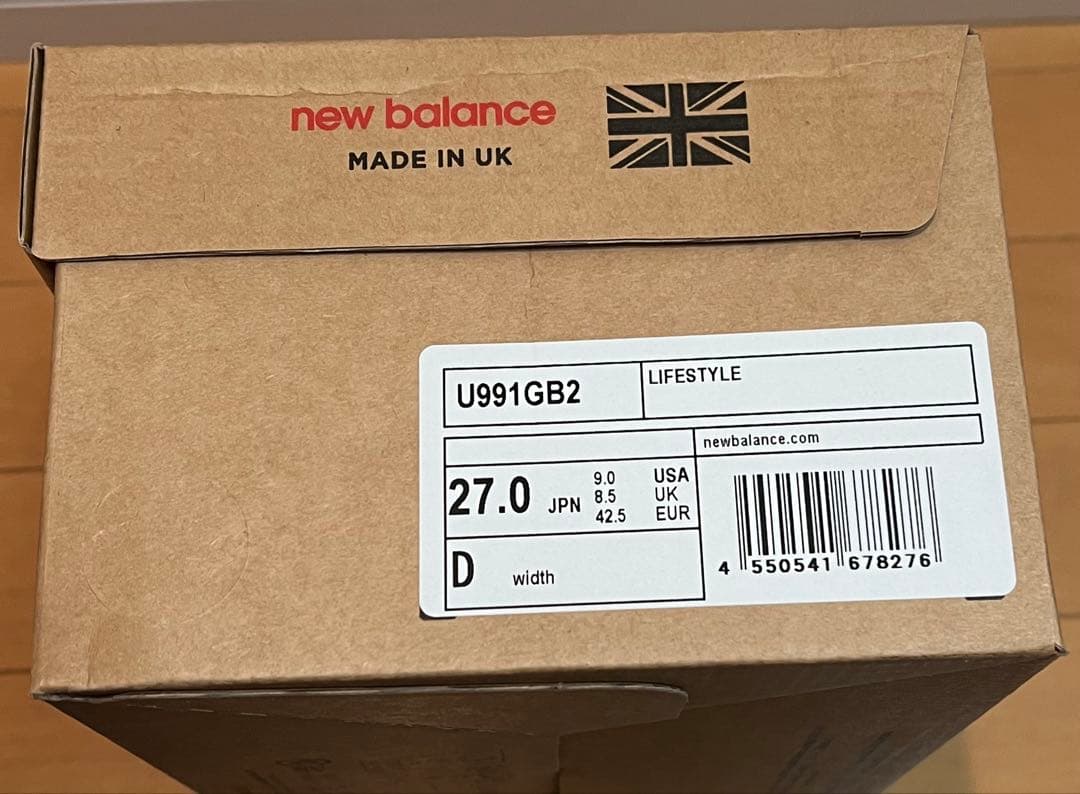 new balance
MADE IN UK
U991GB2
LIFESTYLE
newbalance.com
27.0 JPN
9.0 USA
8.5 UK
42.5 EUR
D width
4 550541 678276